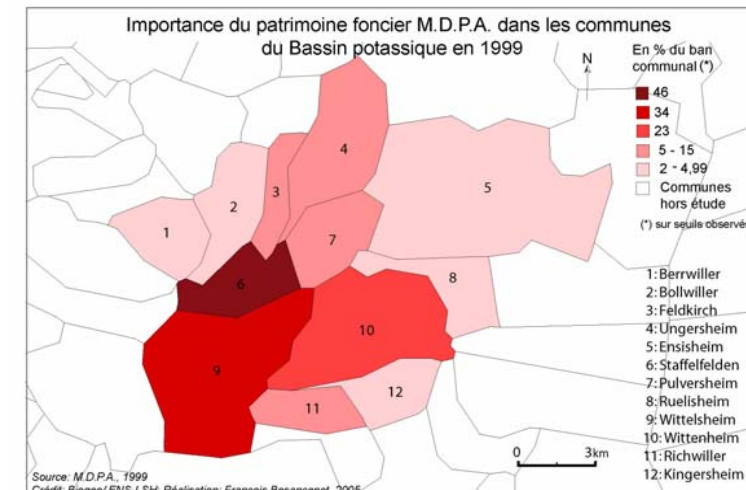 Importance du patrimoine foncier M.D.P.A. dans les communes
du Bassin potassique en 1999
En % du ban
communal (*)
N
46
34
23
5 - 15
2 - 4,99
Communes
hors étude
(*) sur seuils observés
1
2
3
4
5
6
7
8
9
10
11
12
1: Berrwiller
2: Bollwiller
3: Feldkirch
4: Ungersheim
5: Ensisheim
6: Staffelfelden
7: Pulversheim
8: Ruelisheim
9: Wittelsheim
10: Wittenheim
11: Richwiller
12: Kingersheim
0 3km
Source: M.D.P.A., 1999